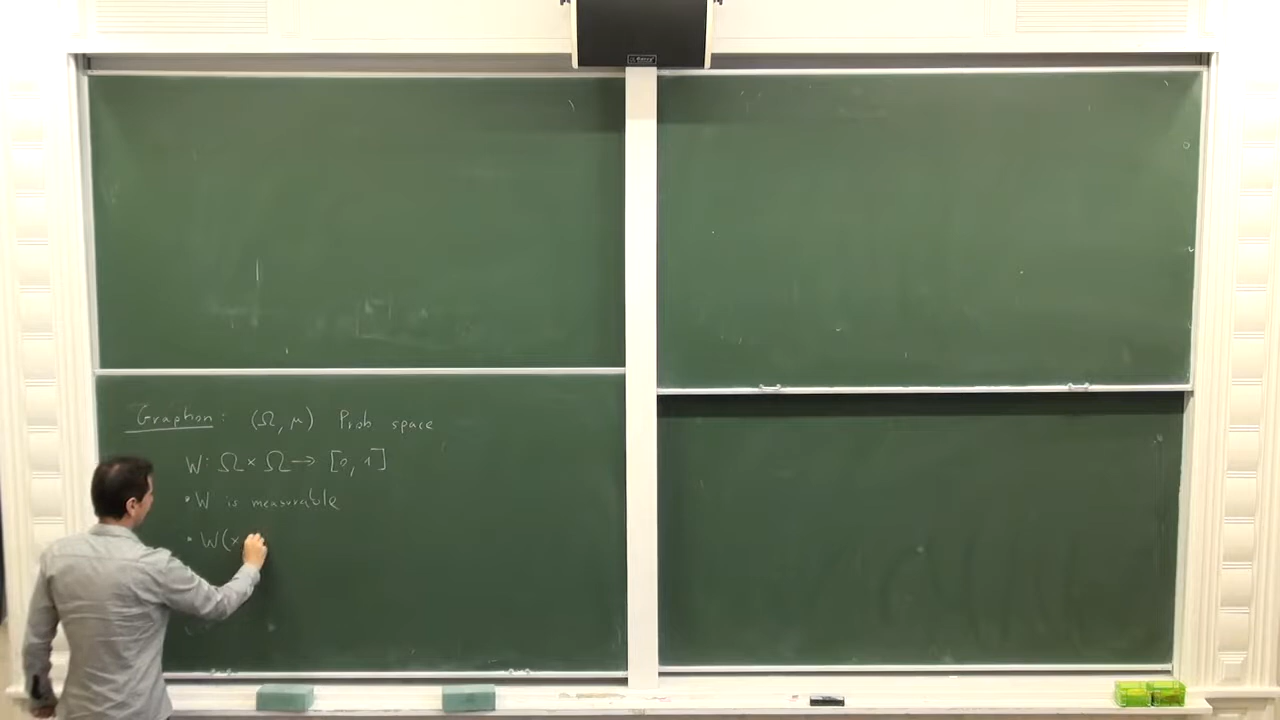 Graphon: (Ω, μ) Prob space
W: Ω × Ω → [0, 1]
• W is measurable
• W(x